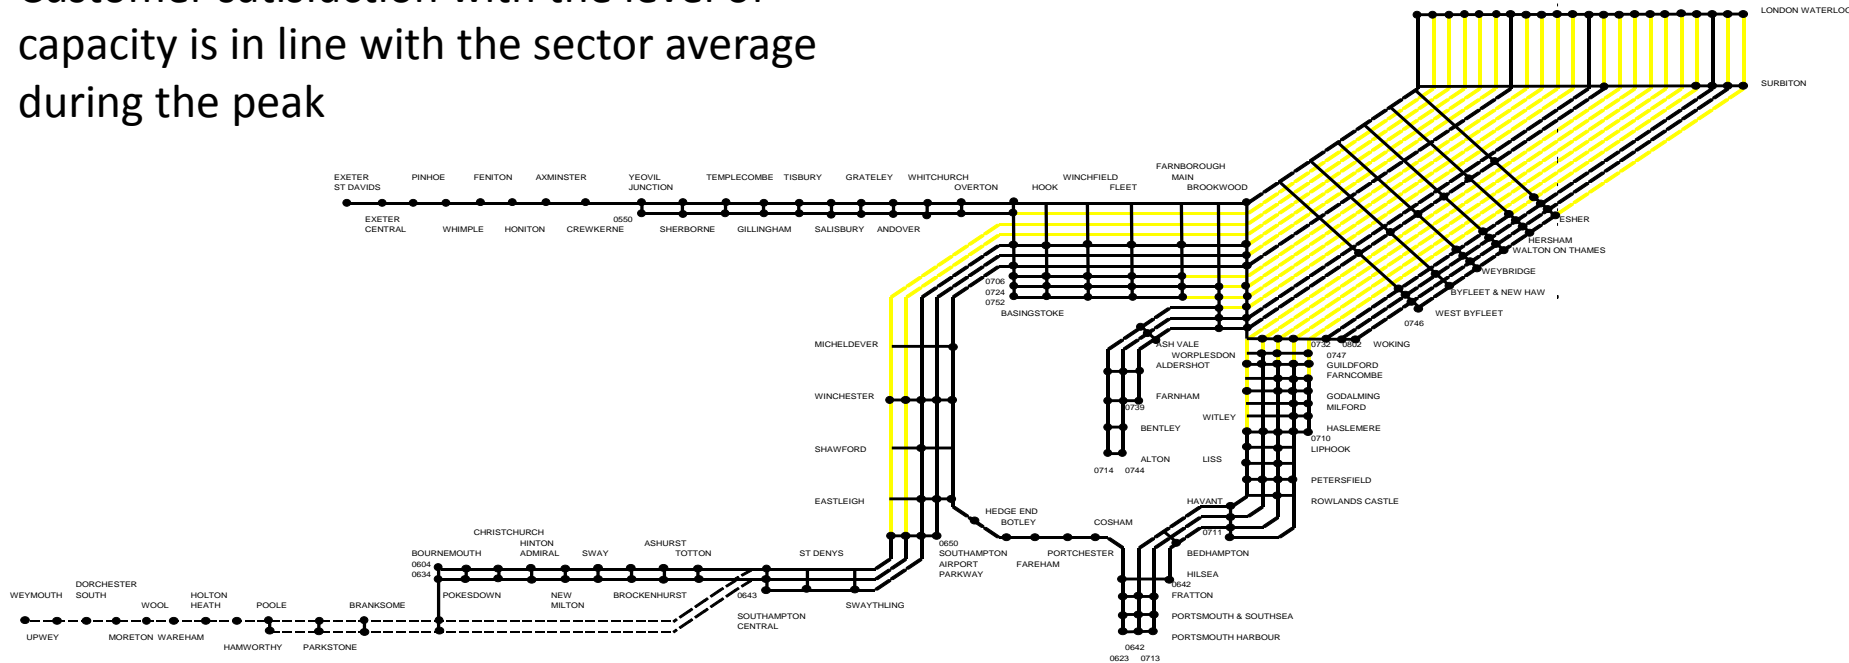 Customer satisfaction with the level of
capacity is in line with the sector average
during the peak
LONDON WATERLOO
SURBITON
FARNBOROUGH
MAIN
EXETER
ST DAVIDS
PINHOE
FENITON
AXMINSTER
YEOVIL
JUNCTION
TEMPLECOMBE
TISBURY
GRATELEY
WHITCHURCH
OVERTON
HOOK
WINCHFIELD
FLEET
BROOKWOOD
EXETER
CENTRAL
WHIMPLE
HONITON
CREWKERNE
0550
SHERBORNE
GILLINGHAM
SALISBURY
ANDOVER
ESHER
HERSHAM
WALTON ON THAMES
WEYBRIDGE
BYFLEET & NEW HAW
WEST BYFLEET
0746
0706
0724
0752
BASINGSTOKE
MICHELDEVER
ASH VALE
WORPLESDON
ALDERSHOT
0732
0802
WOKING
0747
GUILDFORD
FARNCOMBE
WINCHESTER
FARNHAM
0739
GODALMING
MILFORD
WITLEY
BENTLEY
HASLEMERE
0710
LIPHOOK
SHAWFORD
ALTON
0714
0744
LISS
PETERSFIELD
EASTLEIGH
HAVANT
ROWLANDS CASTLE
HEDGE END
BOTLEY
COSHAM
0711
CHRISTCHURCH
BOURNEMOUTH
0604
0634
HINTON
ADMIRAL
SWAY
ASHURST
TOTTON
ST DENYS
0650
SOUTHAMPTON
AIRPORT
PARKWAY
FAREHAM
PORTCHESTER
BEDHAMPTON
HILSEA
0642
FRATTON
WEYMOUTH
DORCHESTER
SOUTH
WOOL
HOLTON
HEATH
POOLE
BRANKSOME
POKESDOWN
NEW
MILTON
BROCKENHURST
0643
SWAYTHLING
SOUTHAMPTON
CENTRAL
PORTSMOUTH & SOUTHSEA
UPWEY
MORETON
WAREHAM
HAMWORTHY
PARKSTONE
PORTSMOUTH HARBOUR
0642
0623
0713